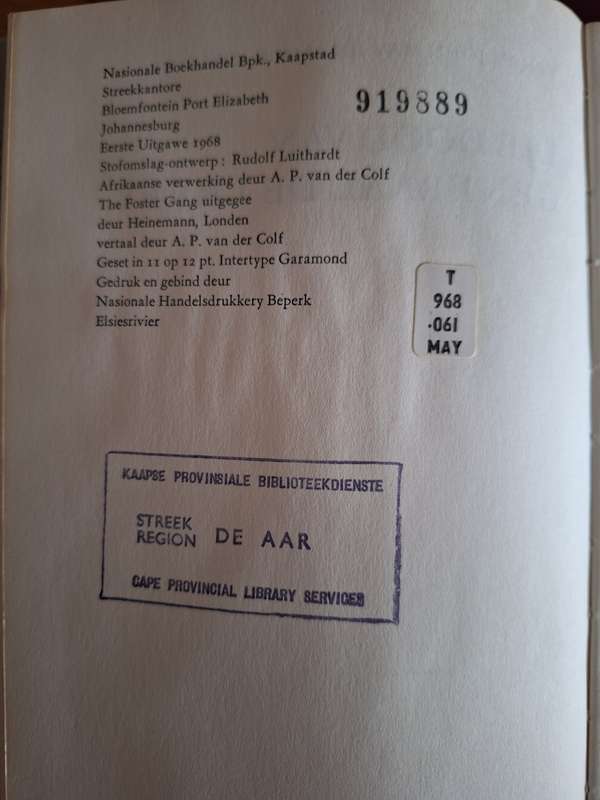 Nasionale Boekhandel Bpk., Kaapstad
Streekkantore
Bloemfontein Port Elizabeth
Johannesburg
Eerste Uitgawe 1968
Stofomslag-ontwerp: Rudolf Luithardt
Afrikaanse verwerking deur A. P. van der Colf
The Foster Gang uitgegee
deur Heinemann, Londen
vertaal deur A. P. van der Colf
Geset in 11 op 12 pt. Intertype Garamond
Gedruk en gebind deur
Nasionale Handelsdrukkery Beperk
Elsiesrivier
919889
T
968
.061
MAY
KAAPSE PROVINSIALE BIBLIOTEEKDIENSTE
STREEK
REGION DE AAR
CAPE PROVINCIAL LIBRARY SERVICES